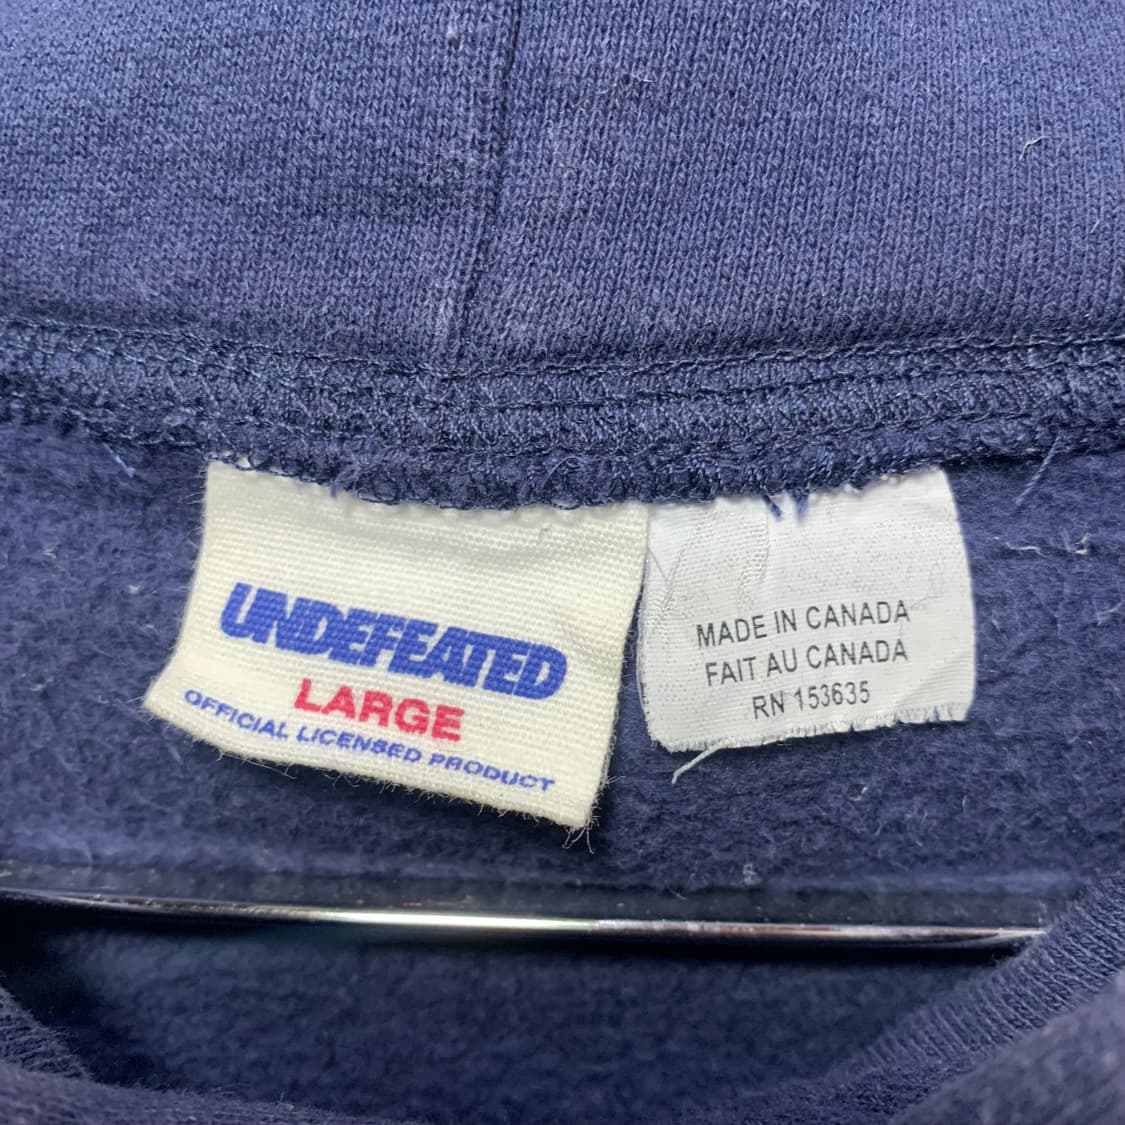 UNDEFEATED
LARGE
OFFICIAL LICENSED PRODUCT
MADE IN CANADA
FAIT AU CANADA
RN 153635